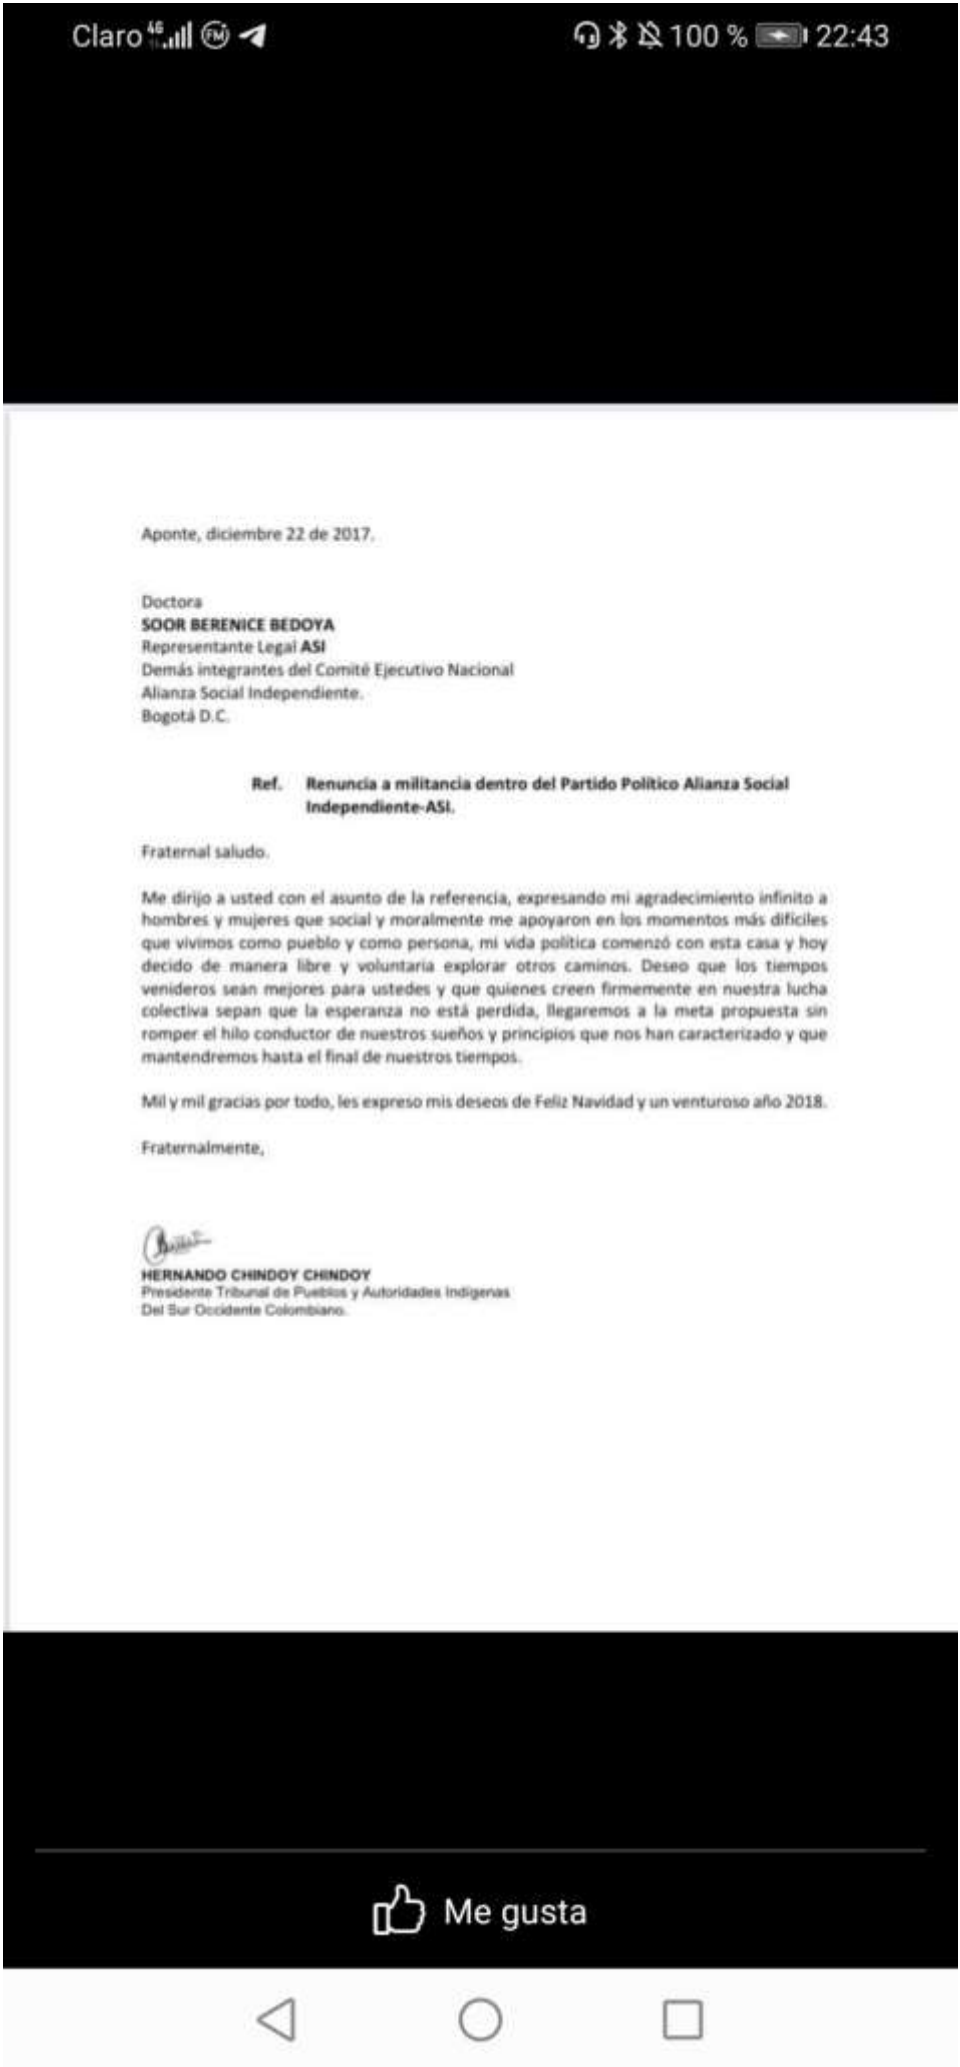 Claro 4G FM 100 % 22:43
Aponte, diciembre 22 de 2017.
Doctora
SOOR BERENICE BEDOYA
Representante Legal ASI
Demás integrantes del Comité Ejecutivo Nacional
Alianza Social Independiente.
Bogotá D.C.
Ref. Renuncia a militancia dentro del Partido Político Alianza Social
Independiente-ASI.
Fraternal saludo.
Me dirijo a usted con el asunto de la referencia, expresando mi agradecimiento infinito a
hombres y mujeres que social y moralmente me apoyaron en los momentos más difíciles
que vivimos como pueblo y como persona, mi vida política comenzó con esta casa y hoy
decido de manera libre y voluntaria explorar otros caminos. Deseo que los tiempos
venideros sean mejores para ustedes y que quienes creen firmemente en nuestra lucha
colectiva sepan que la esperanza no está perdida, llegaremos a la meta propuesta sin
romper el hilo conductor de nuestros sueños y principios que nos han caracterizado y que
mantendremos hasta el final de nuestros tiempos.
Mil y mil gracias por todo, les expreso mis deseos de Feliz Navidad y un venturoso año 2018.
Fraternalmente,
HERNANDO CHINDOY CHINDOY
Presidente Tribunal de Pueblos y Autoridades Indígenas
Del Sur Occidente Colombiano.
Me gusta